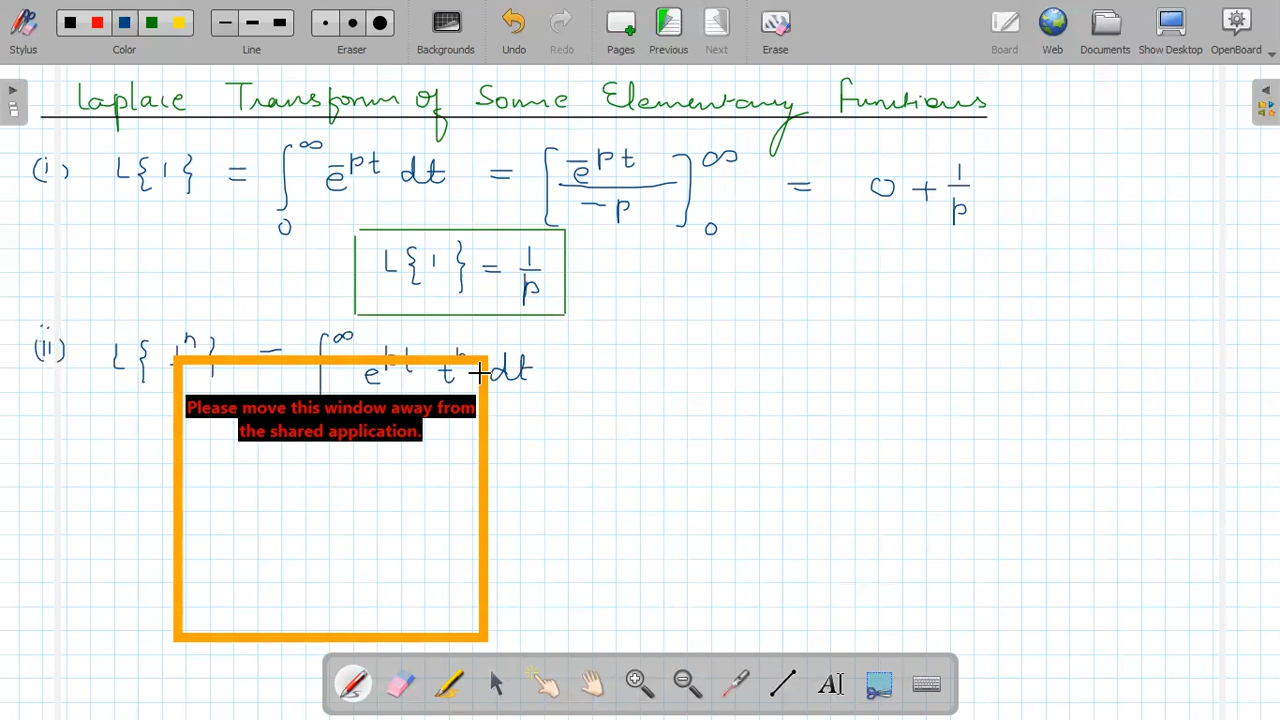 Stylus Color Line Eraser Backgrounds Undo Redo Pages Previous Next Erase Board Web Documents Show Desktop OpenBoard
Laplace Transform of Some Elementary Functions
(i) L{1} = ∫₀^∞ e^{-pt} dt = [e^{-pt}/-p]₀^∞ = 0 + 1/p
L{1} = 1/p
(ii) L{t^n} = ∫^∞ e^{-pt} t^n dt
Please move this window away from
the shared application.